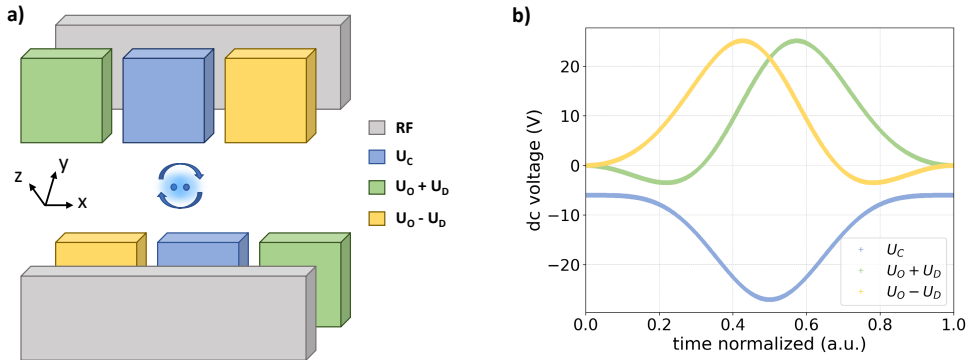 a)
RF
U_C
U_O + U_D
U_O - U_D
y
z
x
b)
dc voltage (V)
20
10
0
−10
−20
U_C
U_O + U_D
U_O − U_D
0.0 0.2 0.4 0.6 0.8 1.0
time normalized (a.u.)